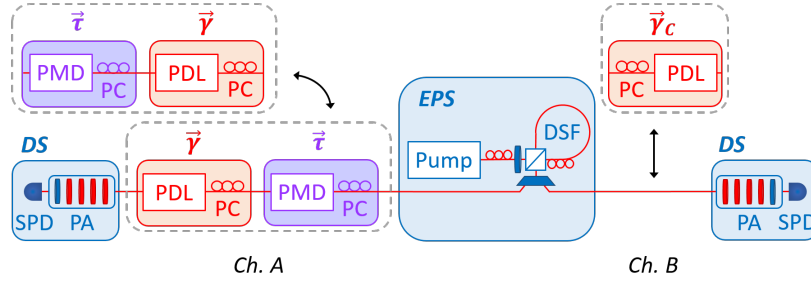 τ⃗ γ⃗ γ⃗_C
PMD PC PDL PC PC PDL
EPS
DS γ⃗ τ⃗ DSF DS
Pump
PDL PC PMD PC
SPD PA PA SPD
Ch. A Ch. B